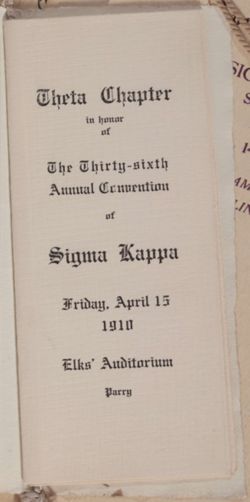 Theta Chapter
in honor
of
The Thirty-sixth
Annual Convention
of
Sigma Kappa
Friday, April 15
1910
Elks' Auditorium
Parry